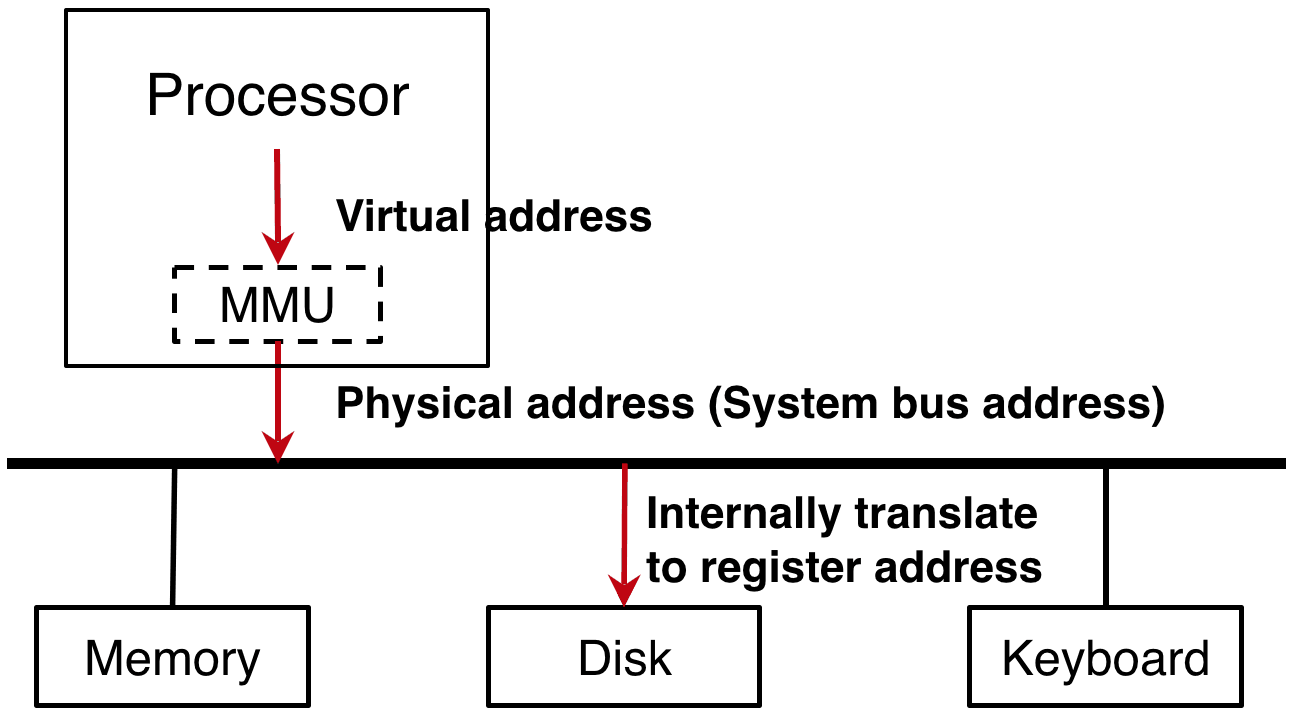 Processor
Virtual address
MMU
Physical address (System bus address)
Internally translate
to register address
Memory
Disk
Keyboard